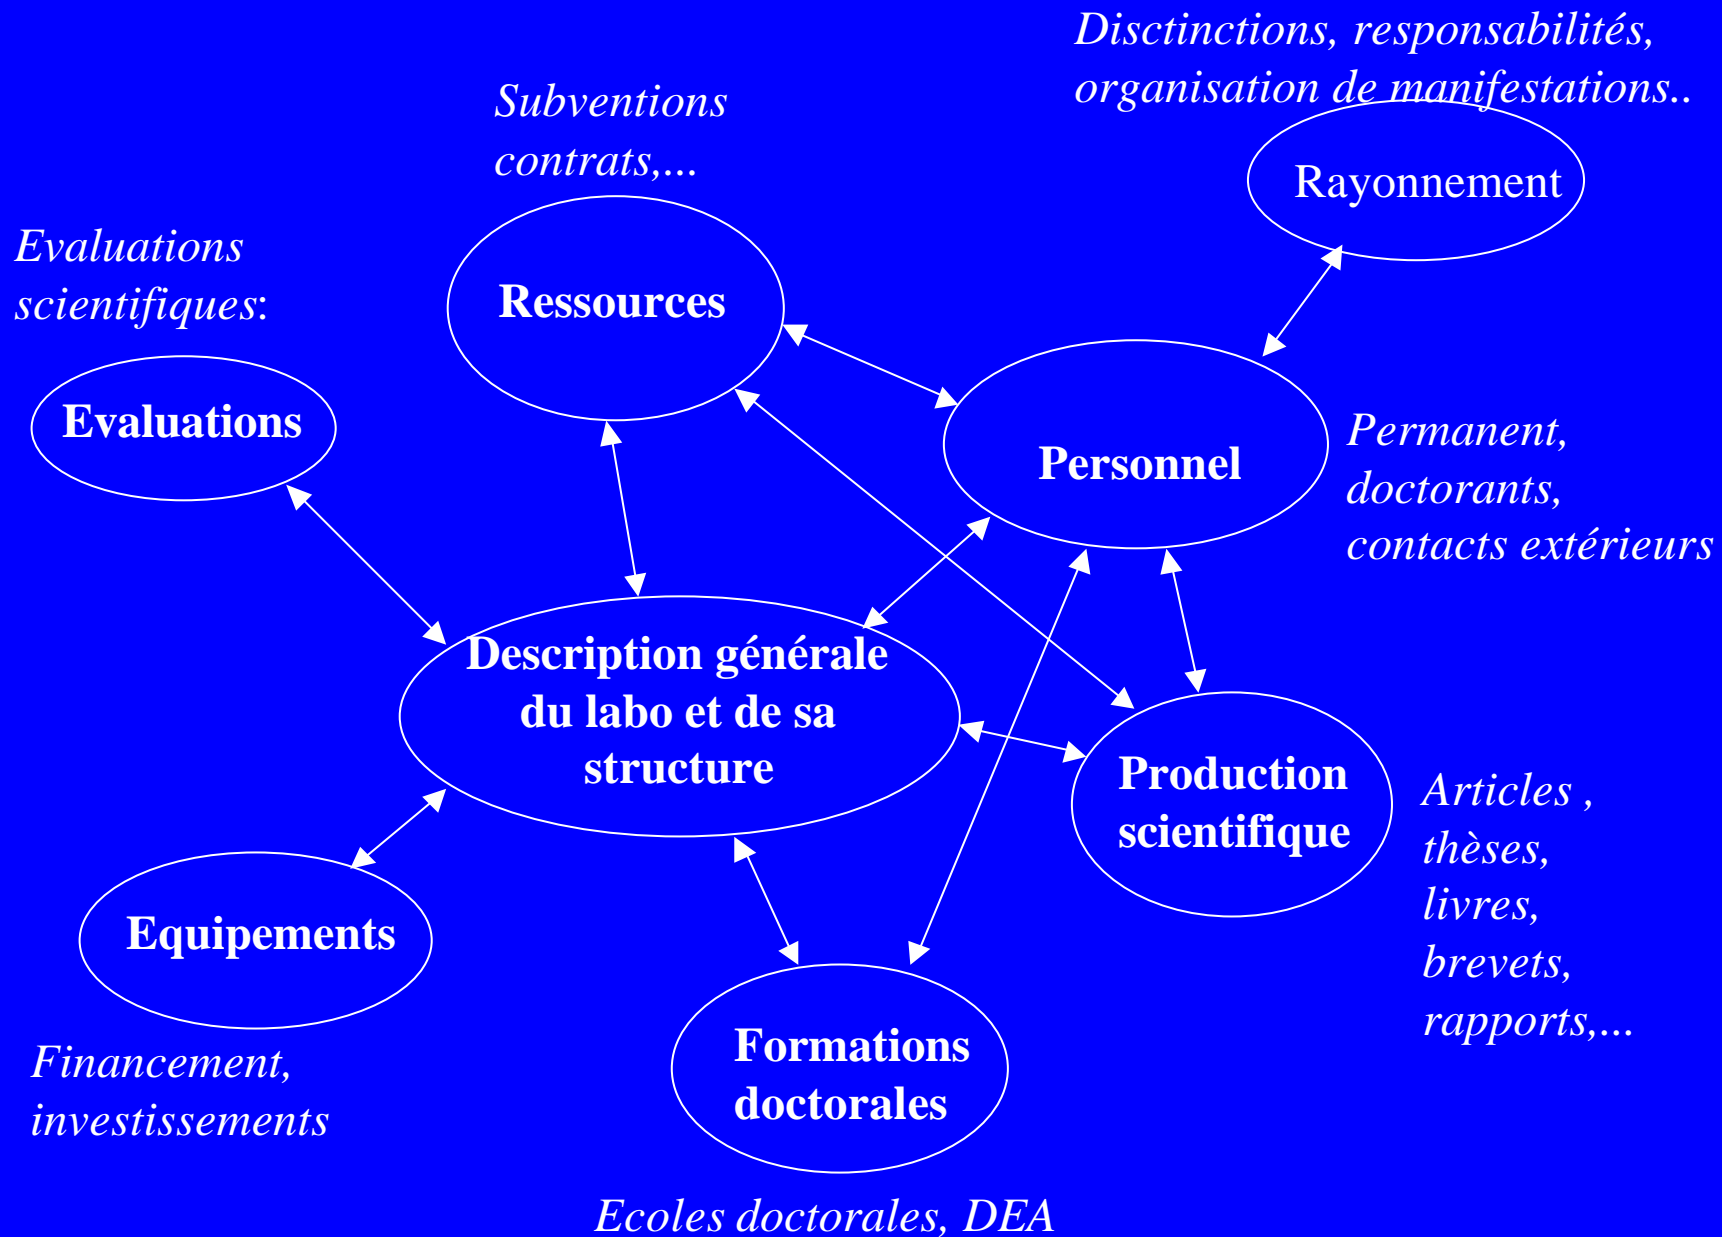 Disctinctions, responsabilités,
organisation de manifestations..
Rayonnement
Subventions
contrats,...
Ressources
Evaluations
scientifiques:
Evaluations
Personnel
Permanent,
doctorants,
contacts extérieurs
Description générale
du labo et de sa
structure
Production
scientifique
Articles ,
thèses,
livres,
brevets,
rapports,...
Equipements
Financement,
investissements
Formations
doctorales
Ecoles doctorales, DEA